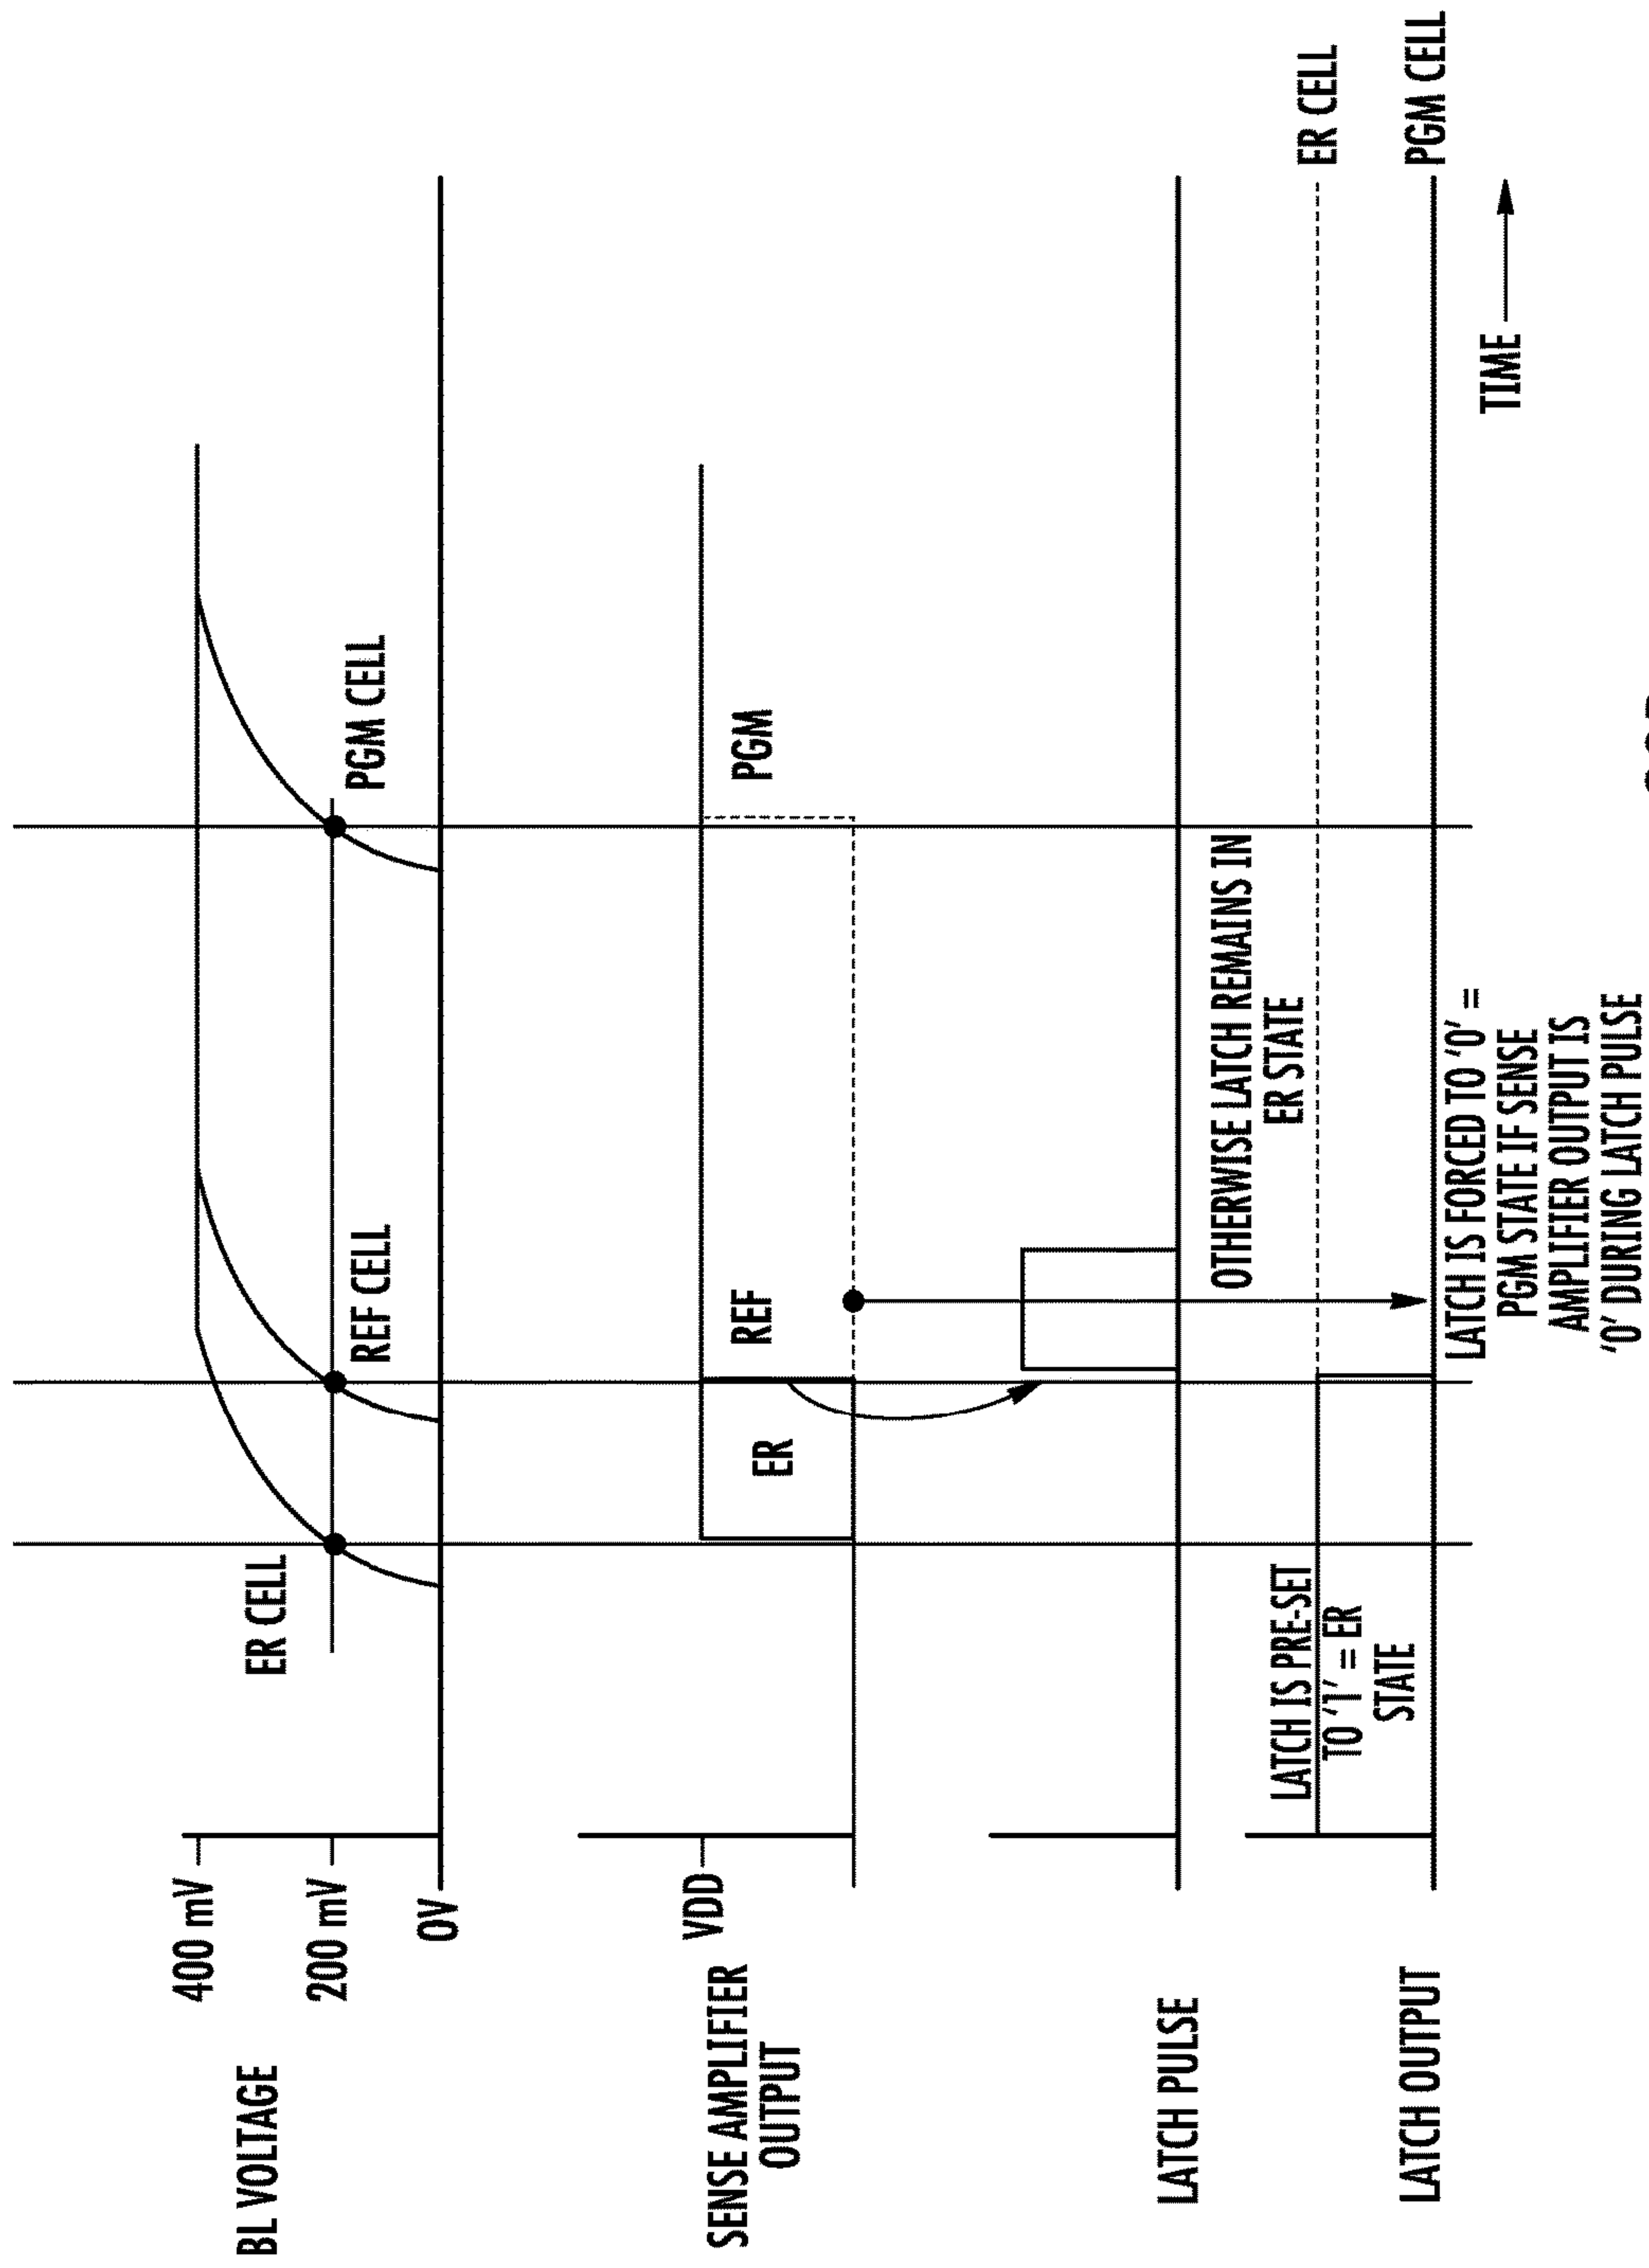 BL VOLTAGE
400 mV
200 mV
0V
ER CELL
REF CELL
PGM CELL
SENSE AMPLIFIER
OUTPUT
VDD
ER
REF
PGM
LATCH PULSE
LATCH OUTPUT
LATCH IS PRE-SET
TO '1' = ER
STATE
OTHERWISE LATCH REMAINS IN
ER STATE
ER CELL
PGM CELL
LATCH IS FORCED TO '0' =
PGM STATE IF SENSE
AMPLIFIER OUTPUT IS
'0' DURING LATCH PULSE
TIME